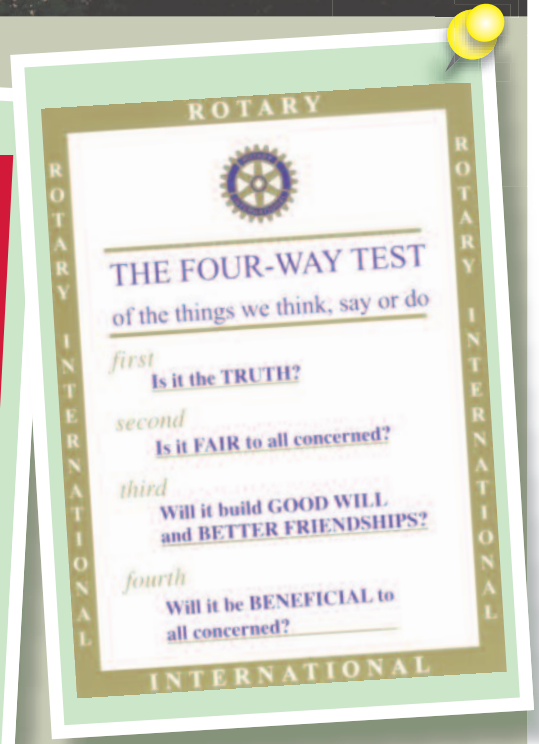 ROTARY
ROTARY INTERNATIONAL
ROTARY INTERNATIONAL
THE FOUR-WAY TEST
of the things we think, say or do
first
Is it the TRUTH?
second
Is it FAIR to all concerned?
third
Will it build GOOD WILL
and BETTER FRIENDSHIPS?
fourth
Will it be BENEFICIAL to
all concerned?
INTERNATIONAL